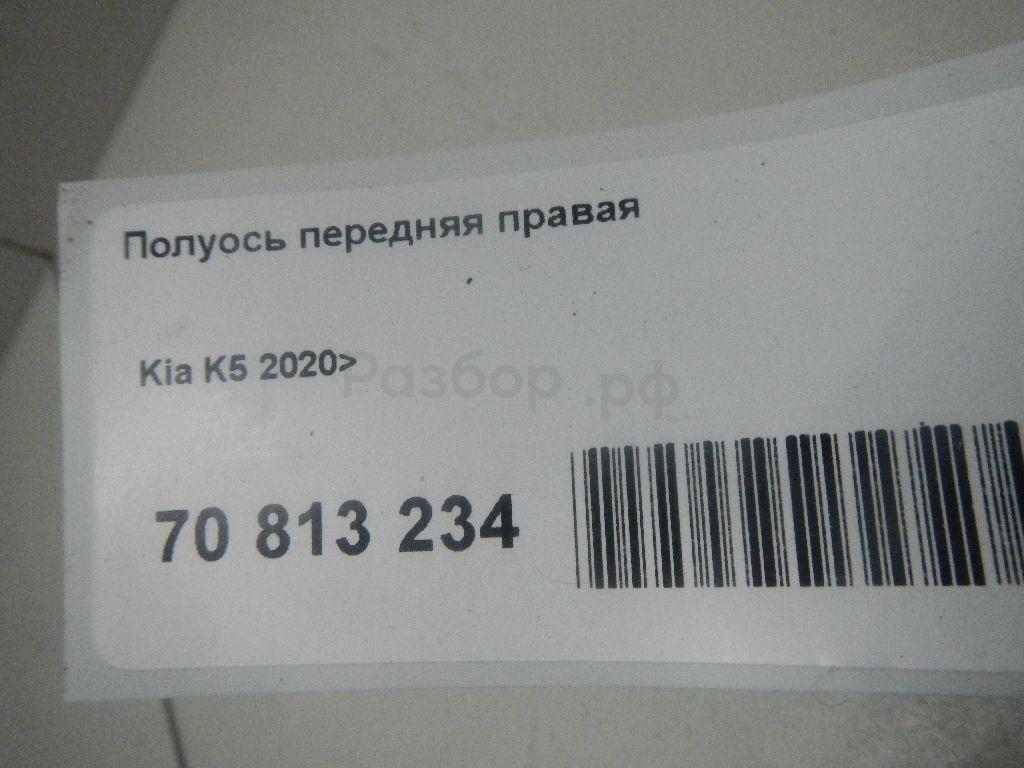 Полуось передняя правая
Kia K5 2020>
Разбор.рф
70 813 234